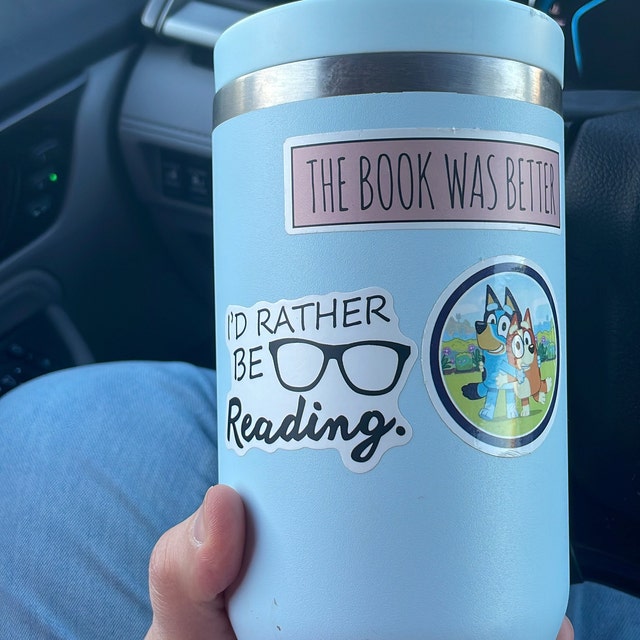 THE BOOK WAS BETTER
I'D RATHER
BE
Reading.